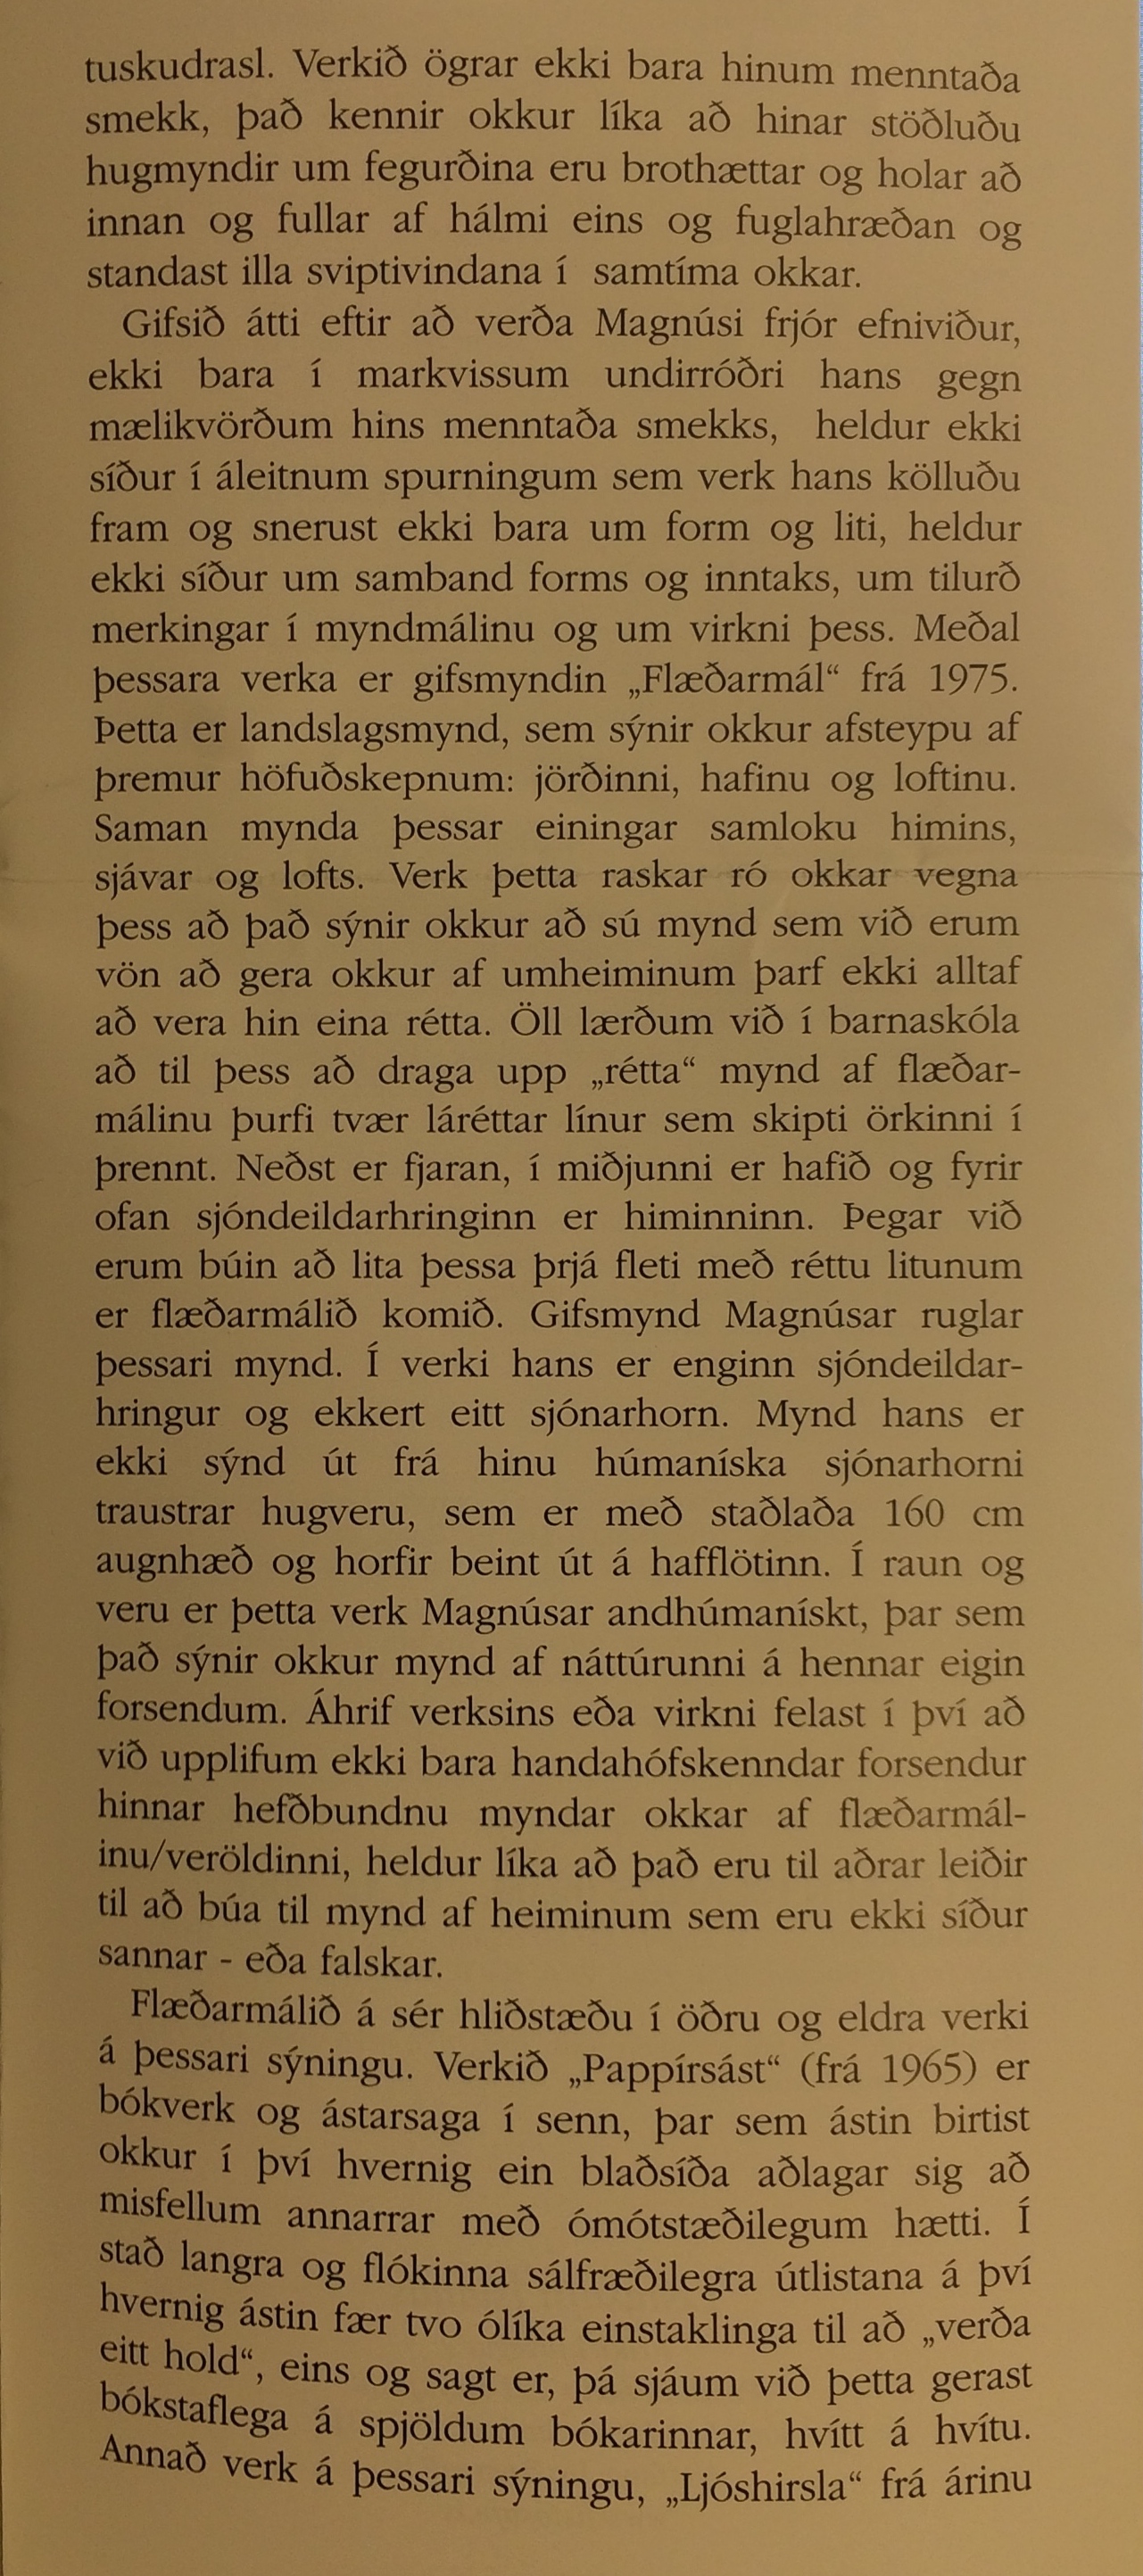 tuskudrasl. Verkið ögrar ekki bara hinum menntaða
smekk, það kennir okkur líka að hinar stöðluðu
hugmyndir um fegurðina eru brothættar og holar að
innan og fullar af hálmi eins og fuglahræðan og
standast illa sviptivindana í samtíma okkar.
Gifsið átti eftir að verða Magnúsi frjór efniviður,
ekki bara í markvissum undirróðri hans gegn
mælikvörðum hins menntaða smekks, heldur ekki
síður í áleitnum spurningum sem verk hans kölluðu
fram og snerust ekki bara um form og liti, heldur
ekki síður um samband forms og inntaks, um tilurð
merkingar í myndmálinu og um virkni þess. Meðal
þessara verka er gifsmyndin „Flæðarmál“ frá 1975.
Þetta er landslagsmynd, sem sýnir okkur afsteypu af
þremur höfuðskepnum: jörðinni, hafinu og loftinu.
Saman mynda þessar einingar samloku himins,
sjávar og lofts. Verk þetta raskar ró okkar vegna
þess að það sýnir okkur að sú mynd sem við erum
vön að gera okkur af umheiminum þarf ekki alltaf
að vera hin eina rétta. Öll lærðum við í barnaskóla
að til þess að draga upp „rétta“ mynd af flæðar-
málinu þurfi tvær láréttar línur sem skipti örkinni í
þrennt. Neðst er fjaran, í miðjunni er hafið og fyrir
ofan sjóndeildarhringinn er himinninn. Þegar við
erum búin að lita þessa þrjá fleti með réttu litunum
er flæðarmálið komið. Gifsmynd Magnúsar ruglar
þessari mynd. Í verki hans er enginn sjóndeildar-
hringur og ekkert eitt sjónarhorn. Mynd hans er
ekki sýnd út frá hinu húmaníska sjónarhorni
traustrar hugveru, sem er með staðlaða 160 cm
augnhæð og horfir beint út á hafflötinn. Í raun og
veru er þetta verk Magnúsar andhúmanískt, þar sem
það sýnir okkur mynd af náttúrunni á hennar eigin
forsendum. Áhrif verksins eða virkni felast í því að
við upplifum ekki bara handahófskenndar forsendur
hinnar hefðbundnu myndar okkar af flæðarmál-
inu/veröldinni, heldur líka að það eru til aðrar leiðir
til að búa til mynd af heiminum sem eru ekki síður
sannar - eða falskar.
Flæðarmálið á sér hliðstæðu í öðru og eldra verki
á þessari sýningu. Verkið „Pappírsást“ (frá 1965) er
bókverk og ástarsaga í senn, þar sem ástin birtist
okkur í því hvernig ein blaðsíða aðlagar sig að
misfellum annarrar með ómótstæðilegum hætti. Í
stað langra og flókinna sálfræðilegra útlistana á því
hvernig ástin fær tvo ólíka einstaklinga til að „verða
eitt hold“, eins og sagt er, þá sjáum við þetta gerast
bókstaflega á spjöldum bókarinnar, hvítt á hvítu.
Annað verk á þessari sýningu, „Ljóshirsla“ frá árinu